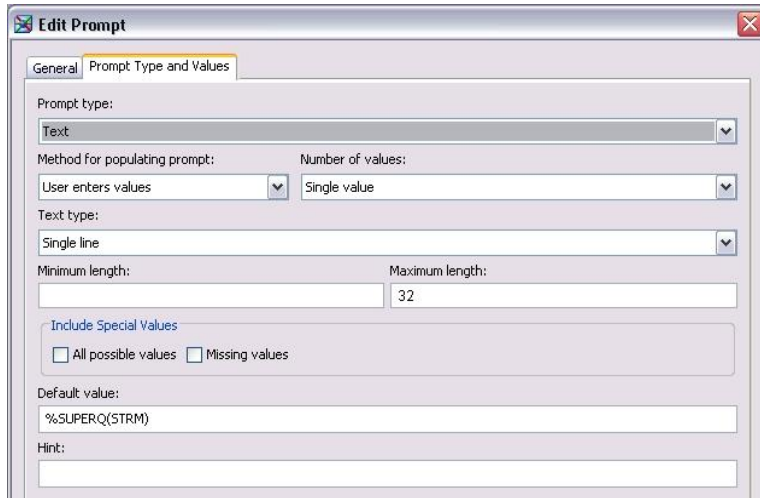 Edit Prompt
General Prompt Type and Values
Prompt type:
Text
Method for populating prompt: Number of values:
User enters values Single value
Text type:
Single line
Minimum length: Maximum length:
32
Include Special Values
All possible values Missing values
Default value:
%SUPERQ(STRM)
Hint: